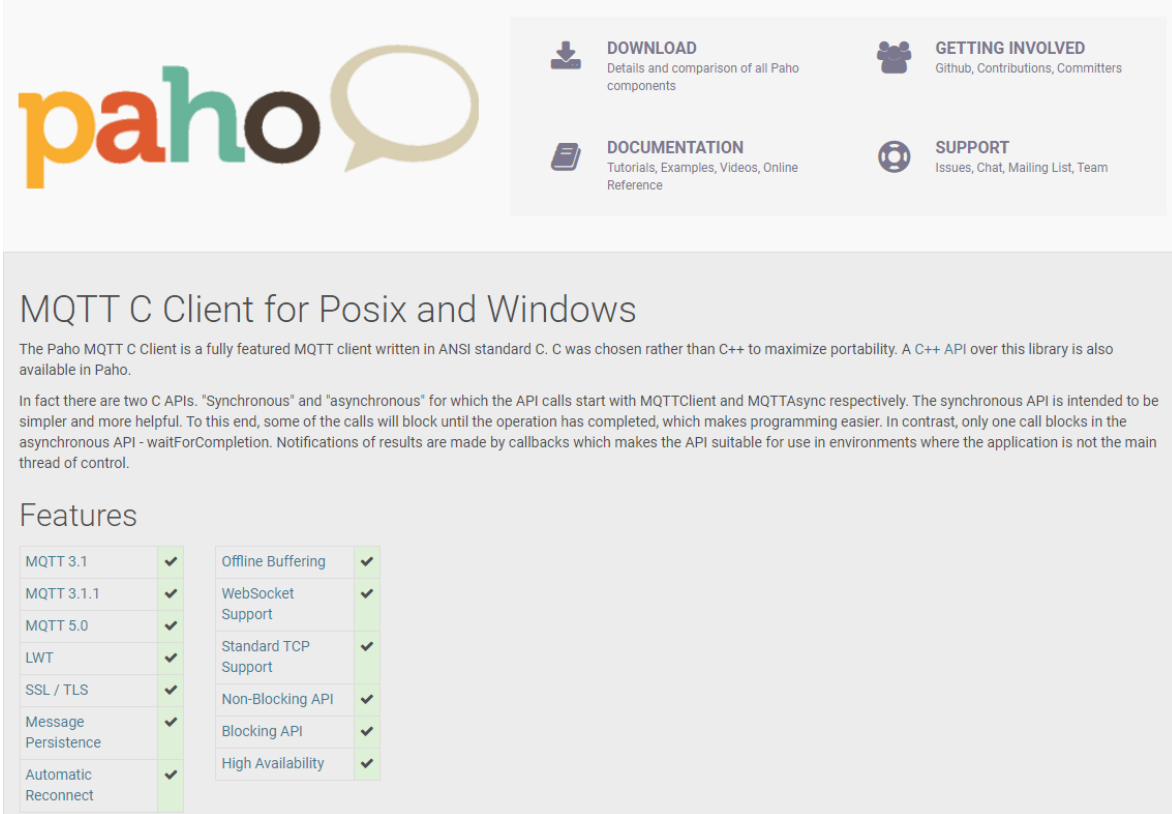 paho
DOWNLOAD
Details and comparison of all Paho
components
GETTING INVOLVED
Github, Contributions, Committers
DOCUMENTATION
Tutorials, Examples, Videos, Online
Reference
SUPPORT
Issues, Chat, Mailing List, Team
MQTT C Client for Posix and Windows
The Paho MQTT C Client is a fully featured MQTT client written in ANSI standard C. C was chosen rather than C++ to maximize portability. A C++ API over this library is also
available in Paho.
In fact there are two C APIs. "Synchronous" and "asynchronous" for which the API calls start with MQTTClient and MQTTAsync respectively. The synchronous API is intended to be
simpler and more helpful. To this end, some of the calls will block until the operation has completed, which makes programming easier. In contrast, only one call blocks in the
asynchronous API - waitForCompletion. Notifications of results are made by callbacks which makes the API suitable for use in environments where the application is not the main
thread of control.
Features
MQTT 3.1
MQTT 3.1.1
MQTT 5.0
LWT
SSL / TLS
Message
Persistence
Automatic
Reconnect
Offline Buffering
WebSocket
Support
Standard TCP
Support
Non-Blocking API
Blocking API
High Availability